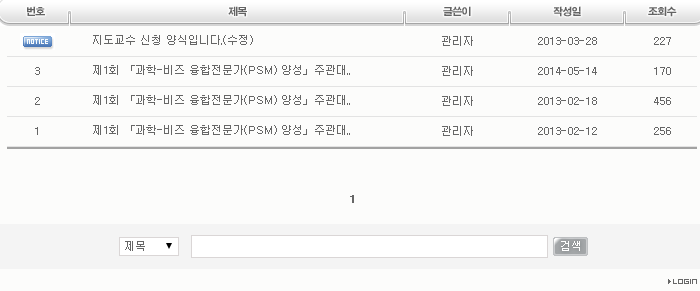 번호 제목 글쓴이 작성일 조회수
NOTICE 지도교수 신청 양식입니다.(수정) 관리자 2013-03-28 227
3 제1회 「과학-비즈 융합전문가(PSM) 양성」주관대.. 관리자 2014-05-14 170
2 제1회 「과학-비즈 융합전문가(PSM) 양성」주관대.. 관리자 2013-02-18 456
1 제1회 「과학-비즈 융합전문가(PSM) 양성」주관대.. 관리자 2013-02-12 256
1
제목 ▼ 검색
LOGIN